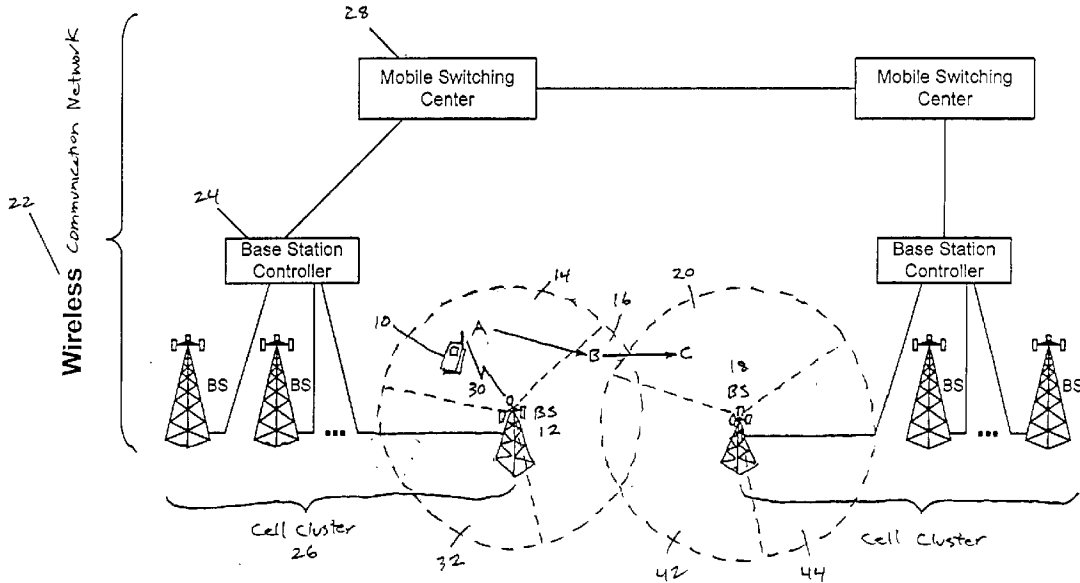 28
Mobile Switching
Center
Mobile Switching
Center
22
Wireless Communication Network
24
Base Station
Controller
Base Station
Controller
14
16
20
10
A
B
C
30
18
BS
BS
BS
BS
12
BS
BS
...
...
Cell Cluster
26
32
42
44
Cell Cluster